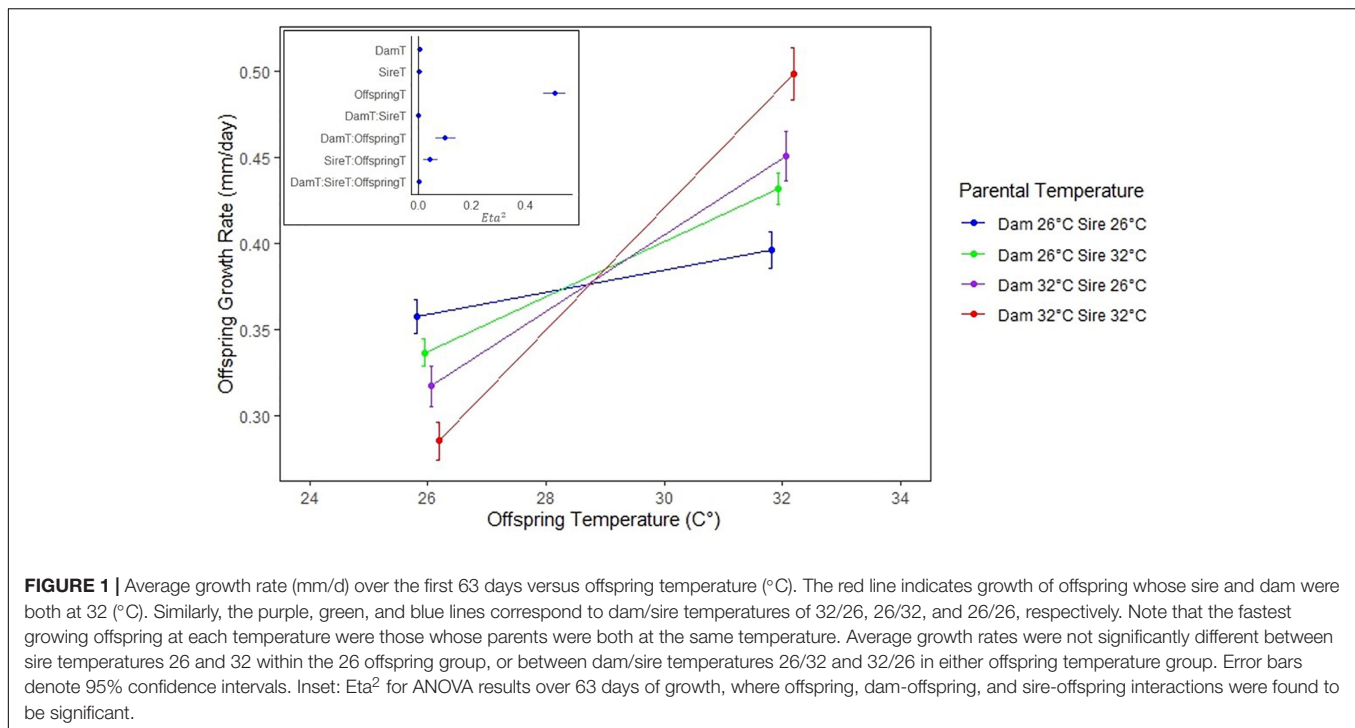 DamT
SireT
OffspringT
DamT:SireT
DamT:OffspringT
SireT:OffspringT
DamT:SireT:OffspringT
0.0 0.2 0.4
Eta²
0.50
0.45
0.40
0.35
0.30
Offspring Growth Rate (mm/day)
24 26 28 30 32 34
Offspring Temperature (C°)
Parental Temperature
Dam 26°C Sire 26°C
Dam 26°C Sire 32°C
Dam 32°C Sire 26°C
Dam 32°C Sire 32°C
FIGURE 1 | Average growth rate (mm/d) over the first 63 days versus offspring temperature (°C). The red line indicates growth of offspring whose sire and dam were
both at 32 (°C). Similarly, the purple, green, and blue lines correspond to dam/sire temperatures of 32/26, 26/32, and 26/26, respectively. Note that the fastest
growing offspring at each temperature were those whose parents were both at the same temperature. Average growth rates were not significantly different between
sire temperatures 26 and 32 within the 26 offspring group, or between dam/sire temperatures 26/32 and 32/26 in either offspring temperature group. Error bars
denote 95% confidence intervals. Inset: Eta² for ANOVA results over 63 days of growth, where offspring, dam-offspring, and sire-offspring interactions were found to
be significant.